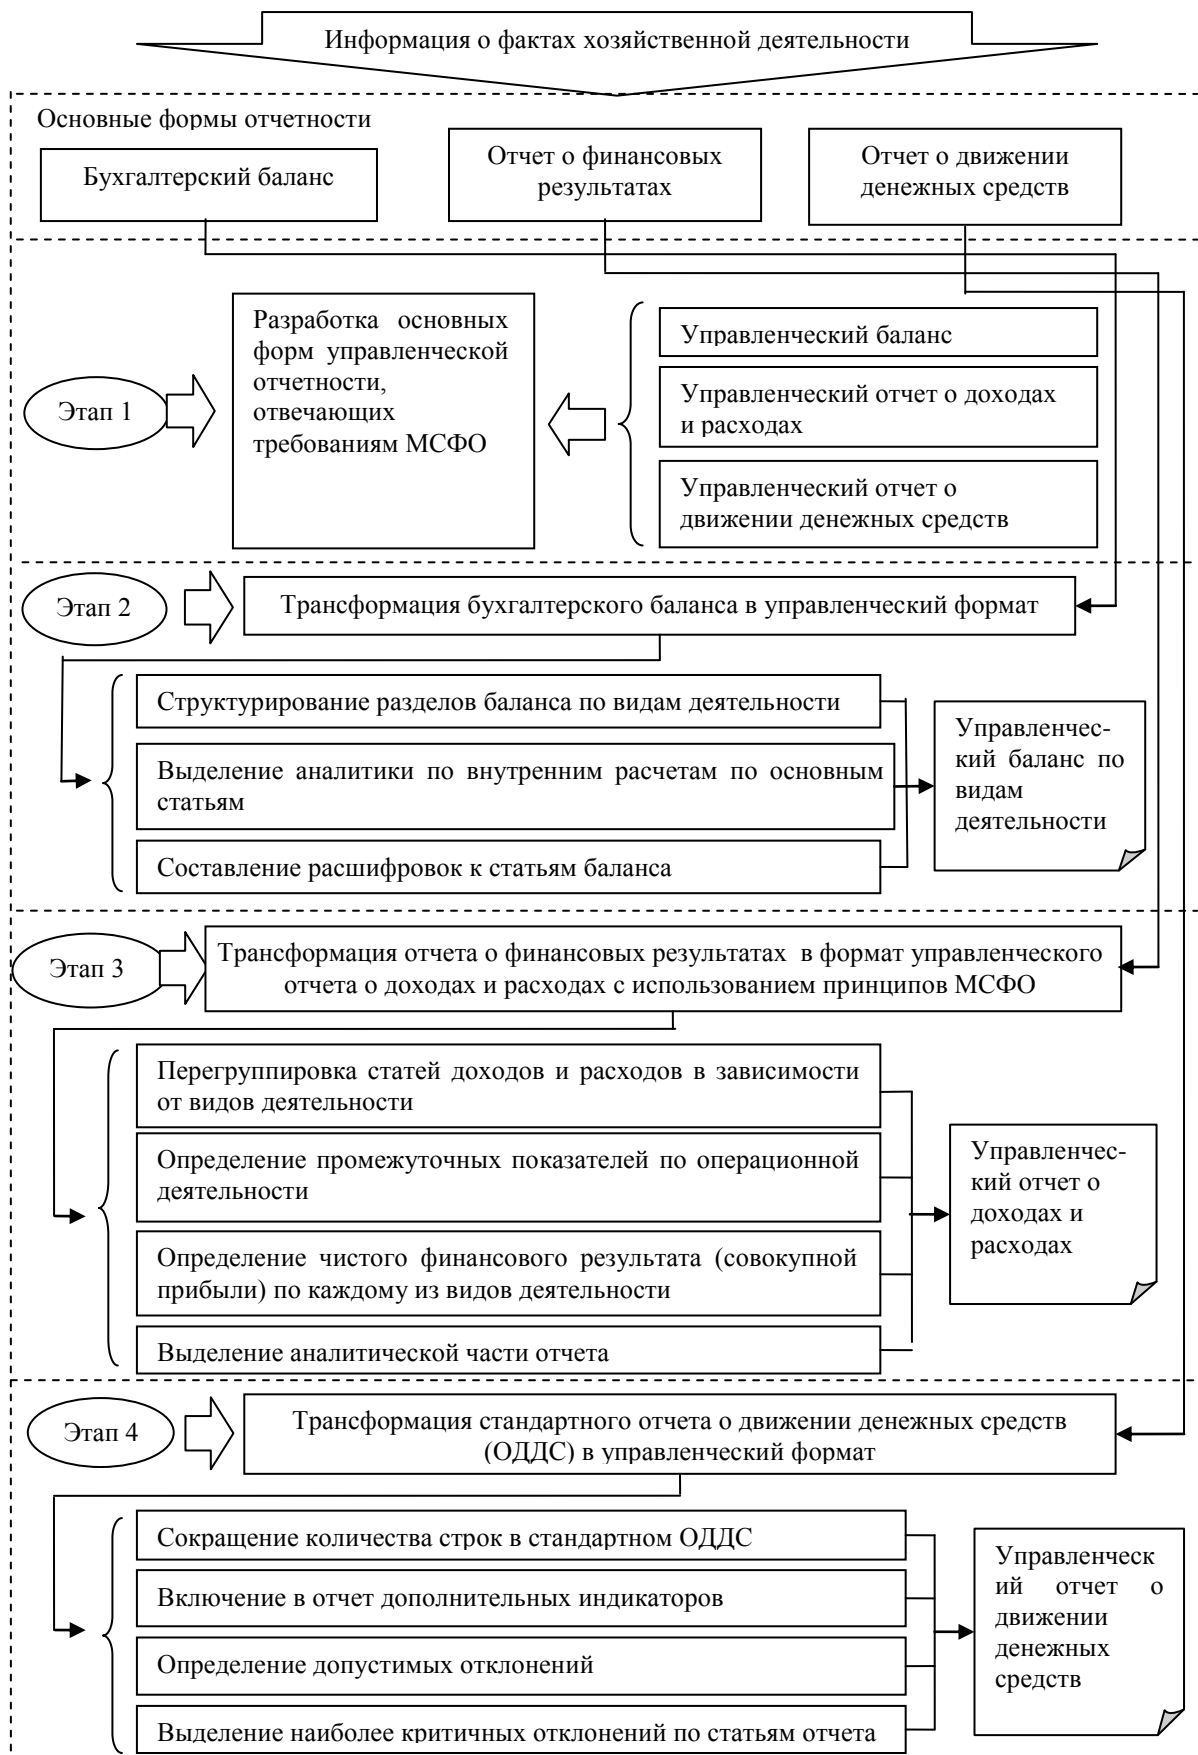 Информация о фактах хозяйственной деятельности
Основные формы отчетности
Бухгалтерский баланс
Отчет о финансовых
результатах
Отчет о движении
денежных средств
Этап 1
Разработка основных
форм управленческой
отчетности,
отвечающих
требованиям МСФО
Управленческий баланс
Управленческий отчет о доходах
и расходах
Управленческий отчет о
движении денежных средств
Этап 2
Трансформация бухгалтерского баланса в управленческий формат
Структурирование разделов баланса по видам деятельности
Выделение аналитики по внутренним расчетам по основным
статьям
Составление расшифровок к статьям баланса
Управленчес-
кий баланс по
видам
деятельности
Этап 3
Трансформация отчета о финансовых результатах в формат управленческого
отчета о доходах и расходах с использованием принципов МСФО
Перегруппировка статей доходов и расходов в зависимости
от видов деятельности
Определение промежуточных показателей по операционной
деятельности
Определение чистого финансового результата (совокупной
прибыли) по каждому из видов деятельности
Выделение аналитической части отчета
Управленчес-
кий отчет о
доходах и
расходах
Этап 4
Трансформация стандартного отчета о движении денежных средств
(ОДДС) в управленческий формат
Сокращение количества строк в стандартном ОДДС
Включение в отчет дополнительных индикаторов
Определение допустимых отклонений
Выделение наиболее критичных отклонений по статьям отчета
Управленческ
ий отчет о
движении
денежных
средств